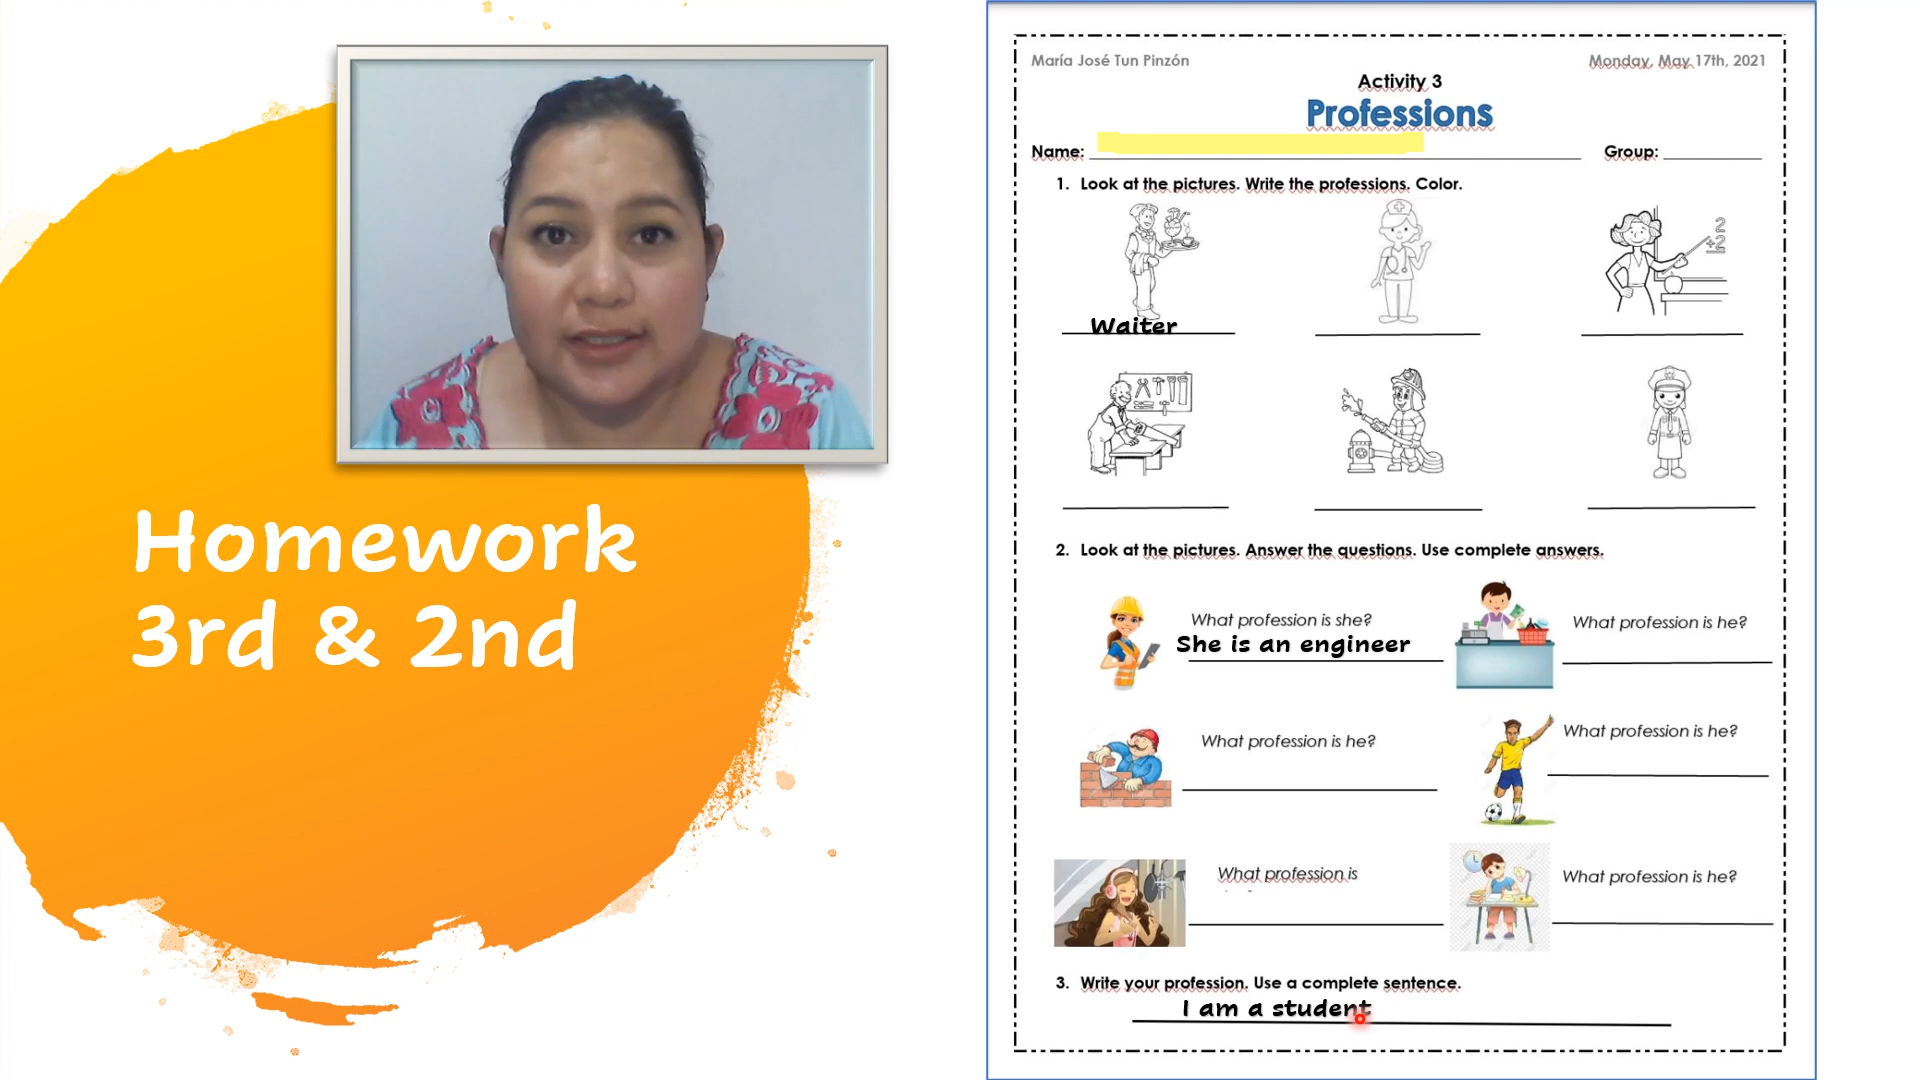 Homework
3rd & 2nd
María José Tun Pinzón
Monday, May 17th, 2021
Activity 3
Professions
Name:
Group:
1. Look at the pictures. Write the professions. Color.
2
+2
Waiter
2. Look at the pictures. Answer the questions. Use complete answers.
What profession is she?
She is an engineer
What profession is he?
What profession is he?
What profession is he?
What profession is
What profession is he?
3. Write your profession. Use a complete sentence.
I am a student